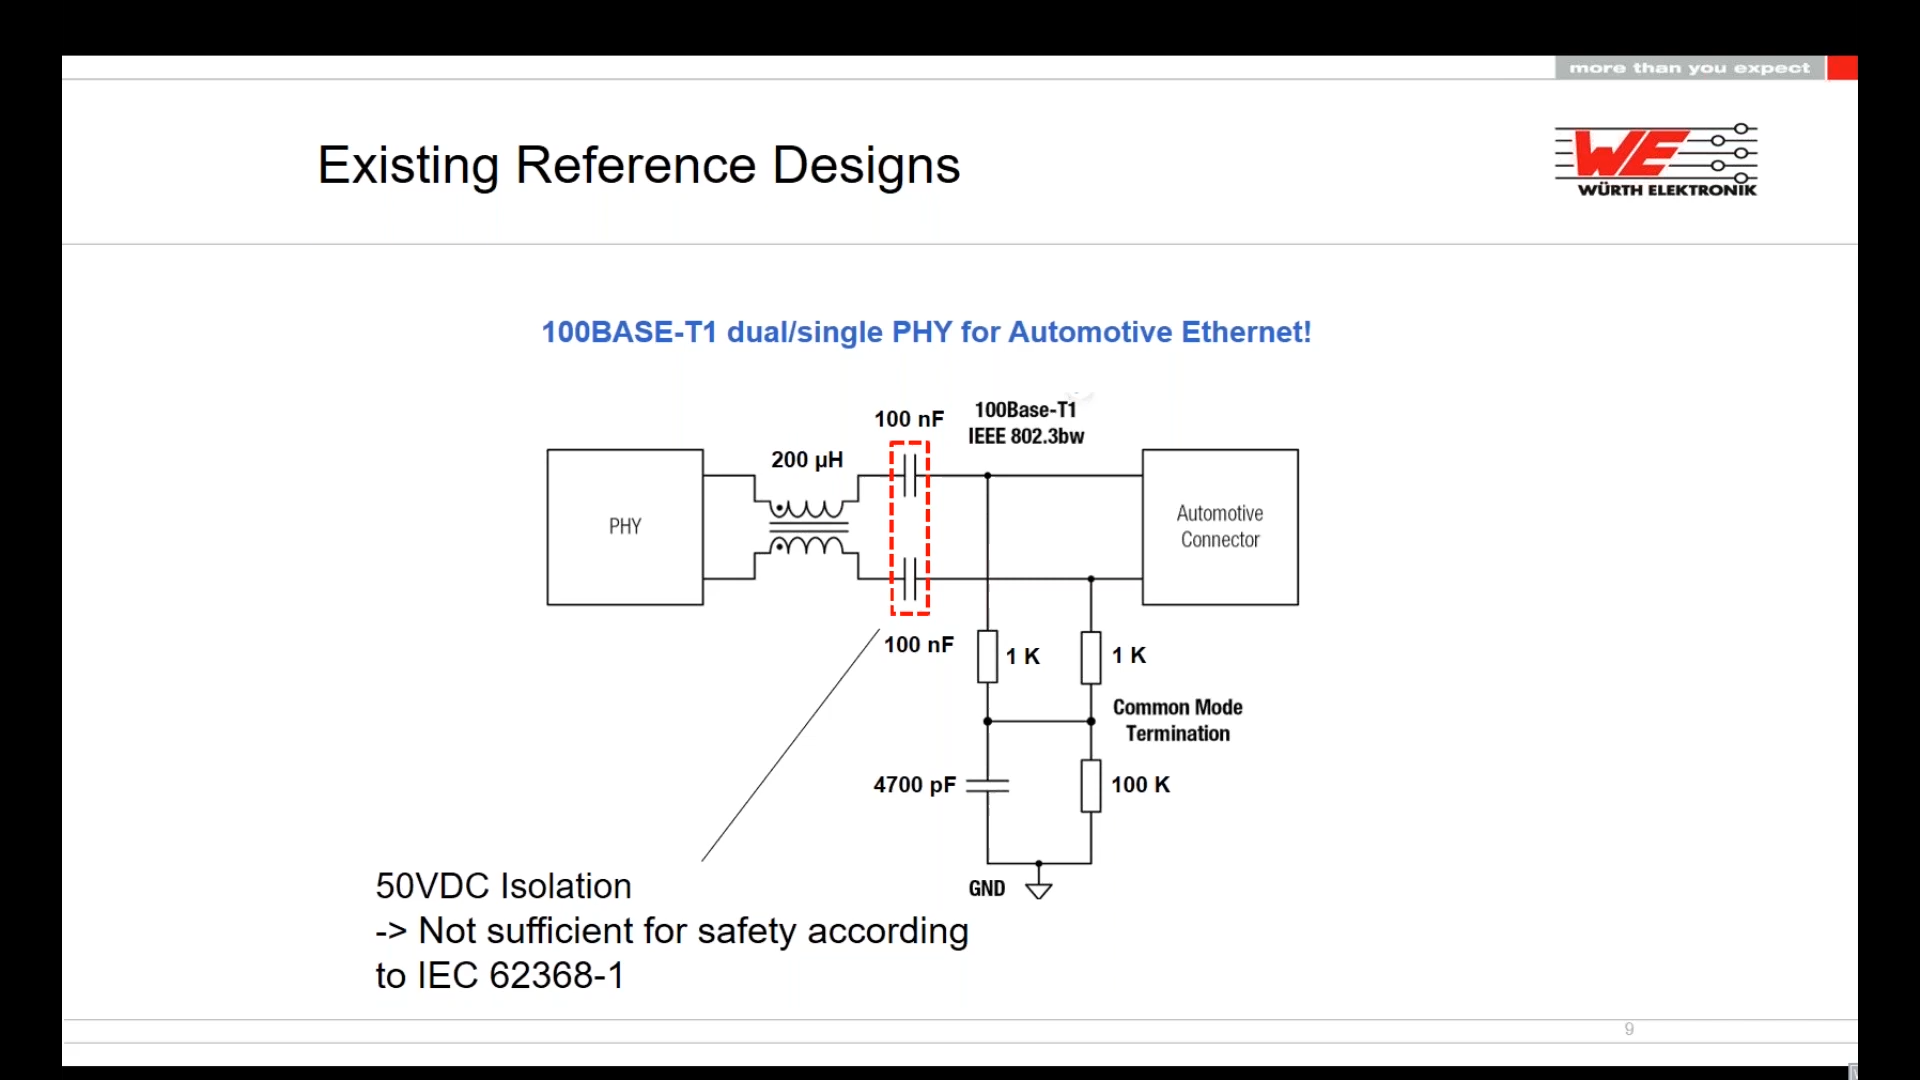 more than you expect
WE
WÜRTH ELEKTRONIK
Existing Reference Designs
100BASE-T1 dual/single PHY for Automotive Ethernet!
100 nF
100Base-T1
IEEE 802.3bw
200 µH
PHY
Automotive
Connector
100 nF
1 K
1 K
Common Mode
Termination
4700 pF
100 K
GND
50VDC Isolation
-> Not sufficient for safety according
to IEC 62368-1
9